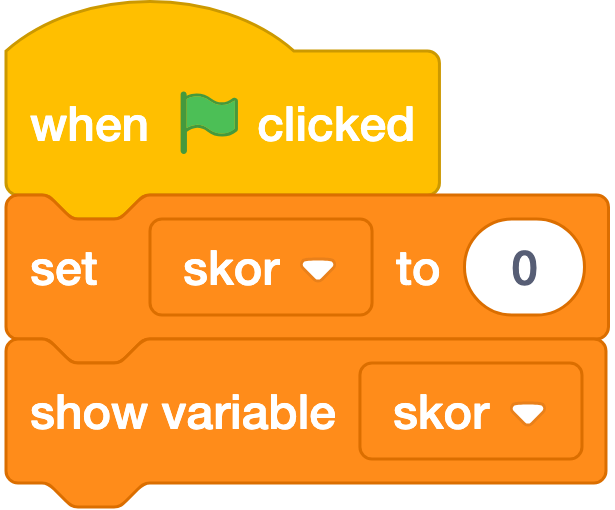 when clicked
set skor to 0
show variable skor